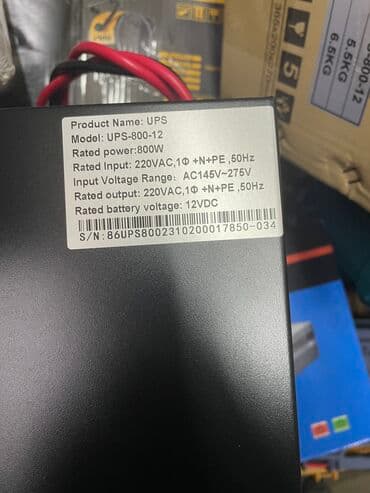 Product Name: UPS
Model: UPS-800-12
Rated power:800W
Rated Input: 220VAC,1Φ +N+PE ,50Hz
Input Voltage Range: AC145V~275V
Rated output: 220VAC,1Φ +N+PE ,50Hz
Rated battery voltage: 12VDC
S/N: 86UPS8002310200017850-034
-800-12
5.5KG
6.5KG
5